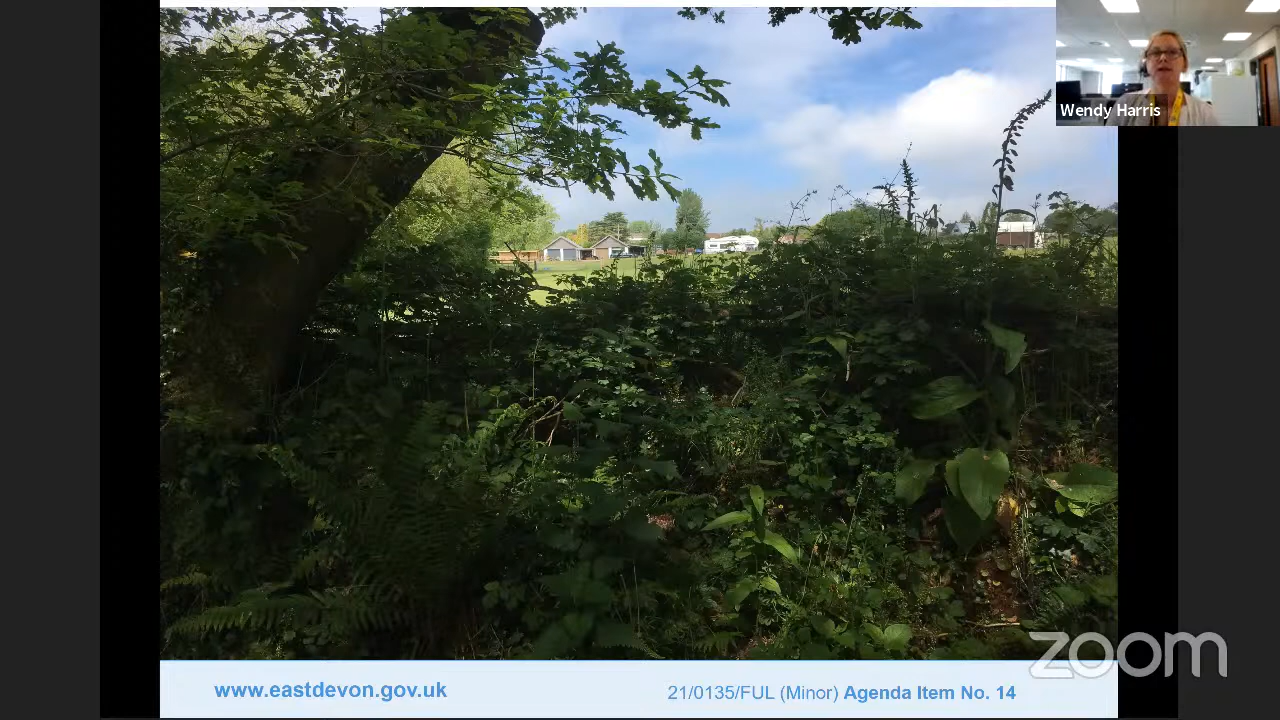 Wendy Harris
zoom
www.eastdevon.gov.uk
21/0135/FUL (Minor) Agenda Item No. 14